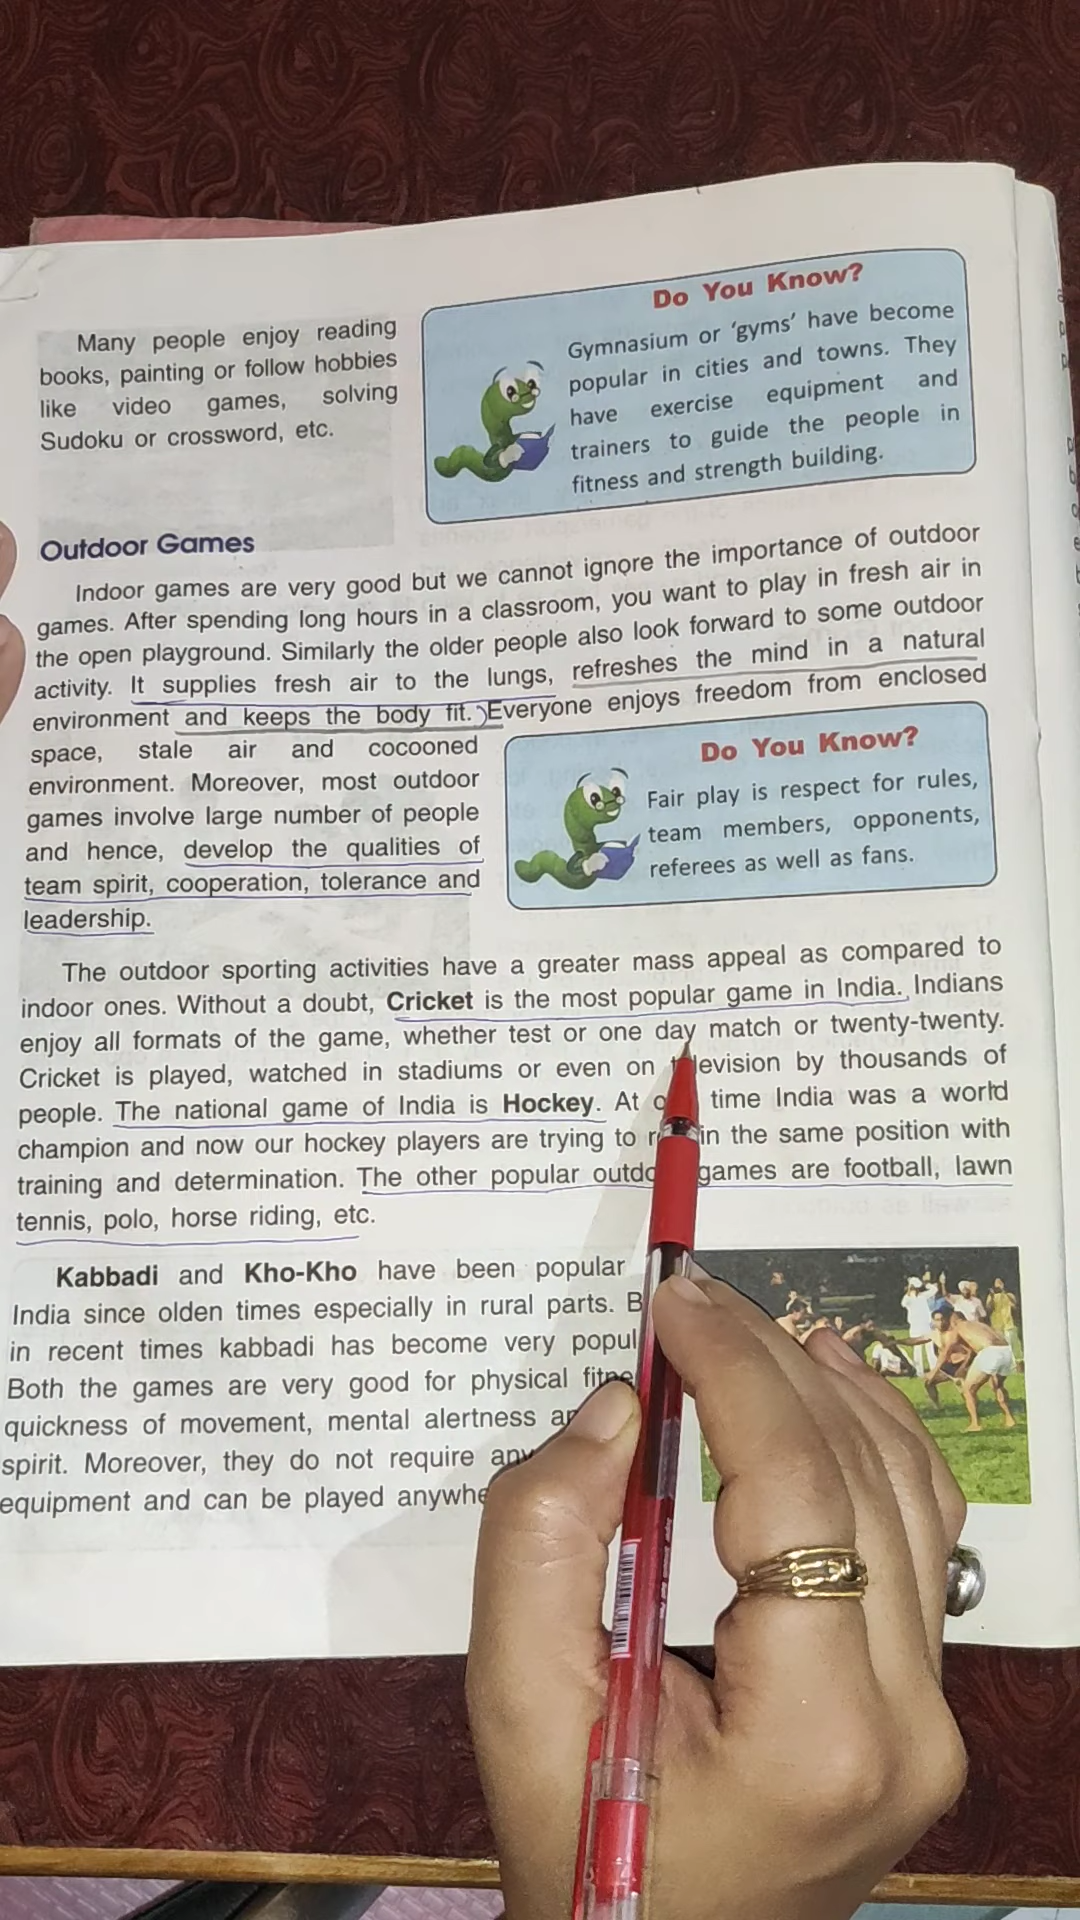 Many people enjoy reading
books, painting or follow hobbies
like video games, solving
Sudoku or crossword, etc.
Do You Know?
Gymnasium or 'gyms' have become
popular in cities and towns. They
have exercise equipment and
trainers to guide the people in
fitness and strength building.
Outdoor Games
Indoor games are very good but we cannot ignore the importance of outdoor
games. After spending long hours in a classroom, you want to play in fresh air in
the open playground. Similarly the older people also look forward to some outdoor
activity. It supplies fresh air to the lungs, refreshes the mind in a natural
environment and keeps the body fit. Everyone enjoys freedom from enclosed
space, stale air and cocooned
environment. Moreover, most outdoor
games involve large number of people
and hence, develop the qualities of
team spirit, cooperation, tolerance and
leadership.
Do You Know?
Fair play is respect for rules,
team members, opponents,
referees as well as fans.
The outdoor sporting activities have a greater mass appeal as compared to
indoor ones. Without a doubt, Cricket is the most popular game in India. Indians
enjoy all formats of the game, whether test or one day match or twenty-twenty.
Cricket is played, watched in stadiums or even on levision by thousands of
people. The national game of India is Hockey. At time India was a world
champion and now our hockey players are trying to in the same position with
training and determination. The other popular outdo games are football, lawn
tennis, polo, horse riding, etc.
Kabbadi and Kho-Kho have been popular
India since olden times especially in rural parts. B
in recent times kabbadi has become very popul
Both the games are very good for physical fitne
quickness of movement, mental alertness
spirit. Moreover, they do not require any
equipment and can be played anywhe